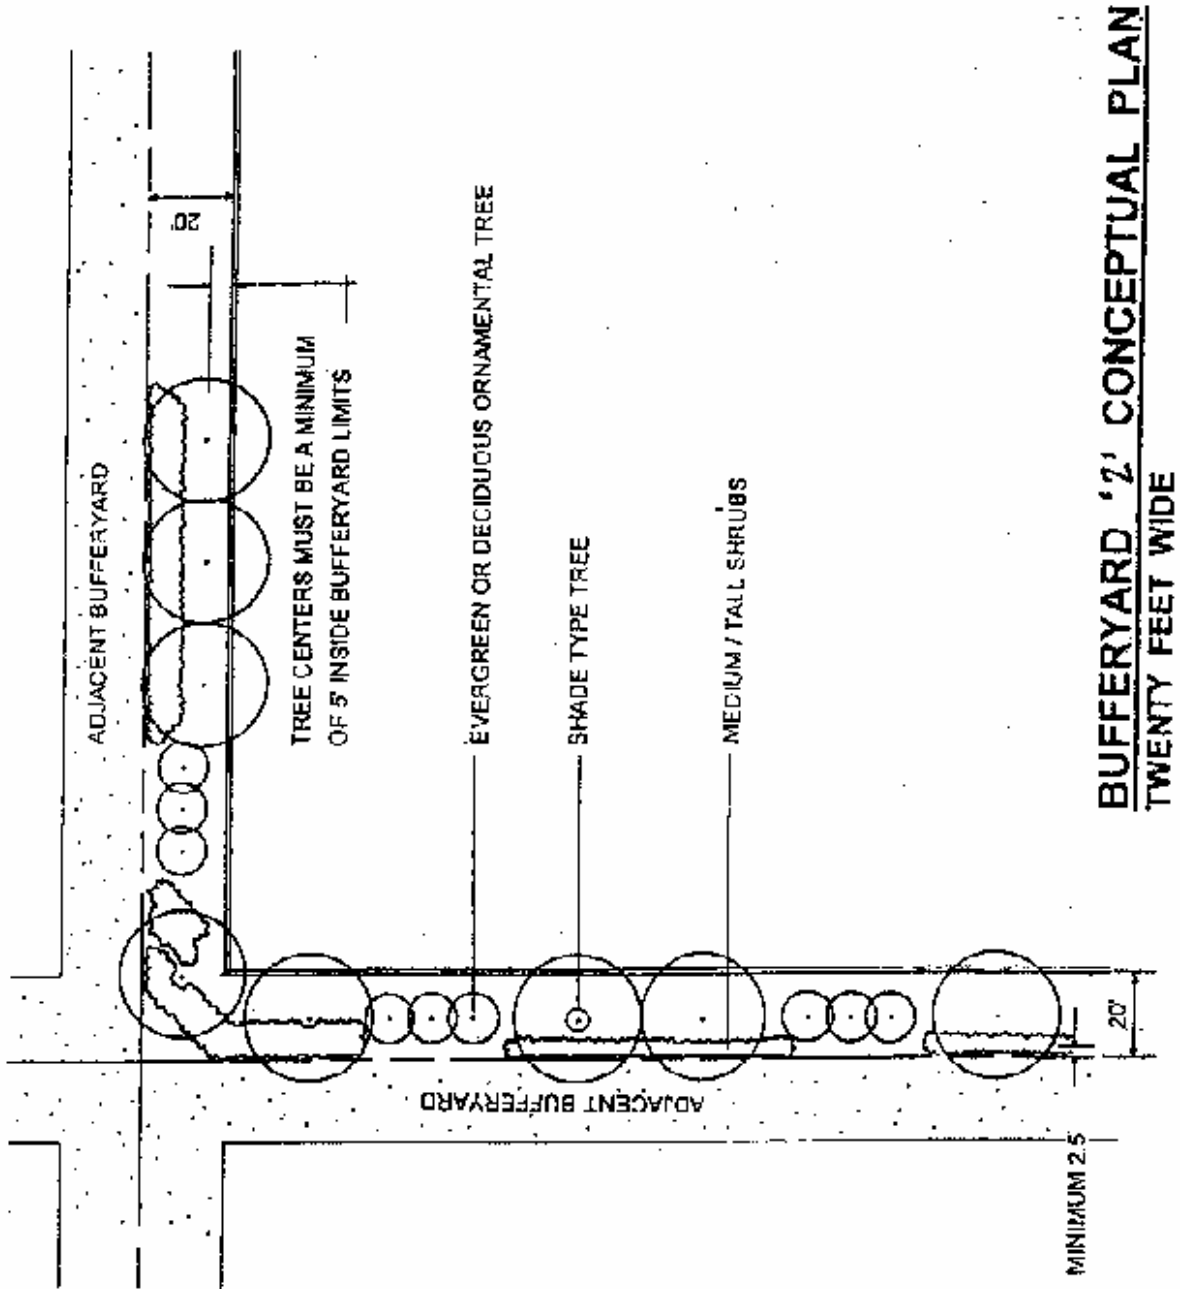 ADJACENT BUFFERYARD
20'
TREE CENTERS MUST BE A MINIMUM
OF 5' INSIDE BUFFERYARD LIMITS
EVERGREEN OR DECIDUOUS ORNAMENTAL TREE
SHADE TYPE TREE
MEDIUM / TALL SHRUBS
ADJACENT BUFFERYARD
20'
MINIMUM 2.5
BUFFERYARD '2' CONCEPTUAL PLAN
TWENTY FEET WIDE